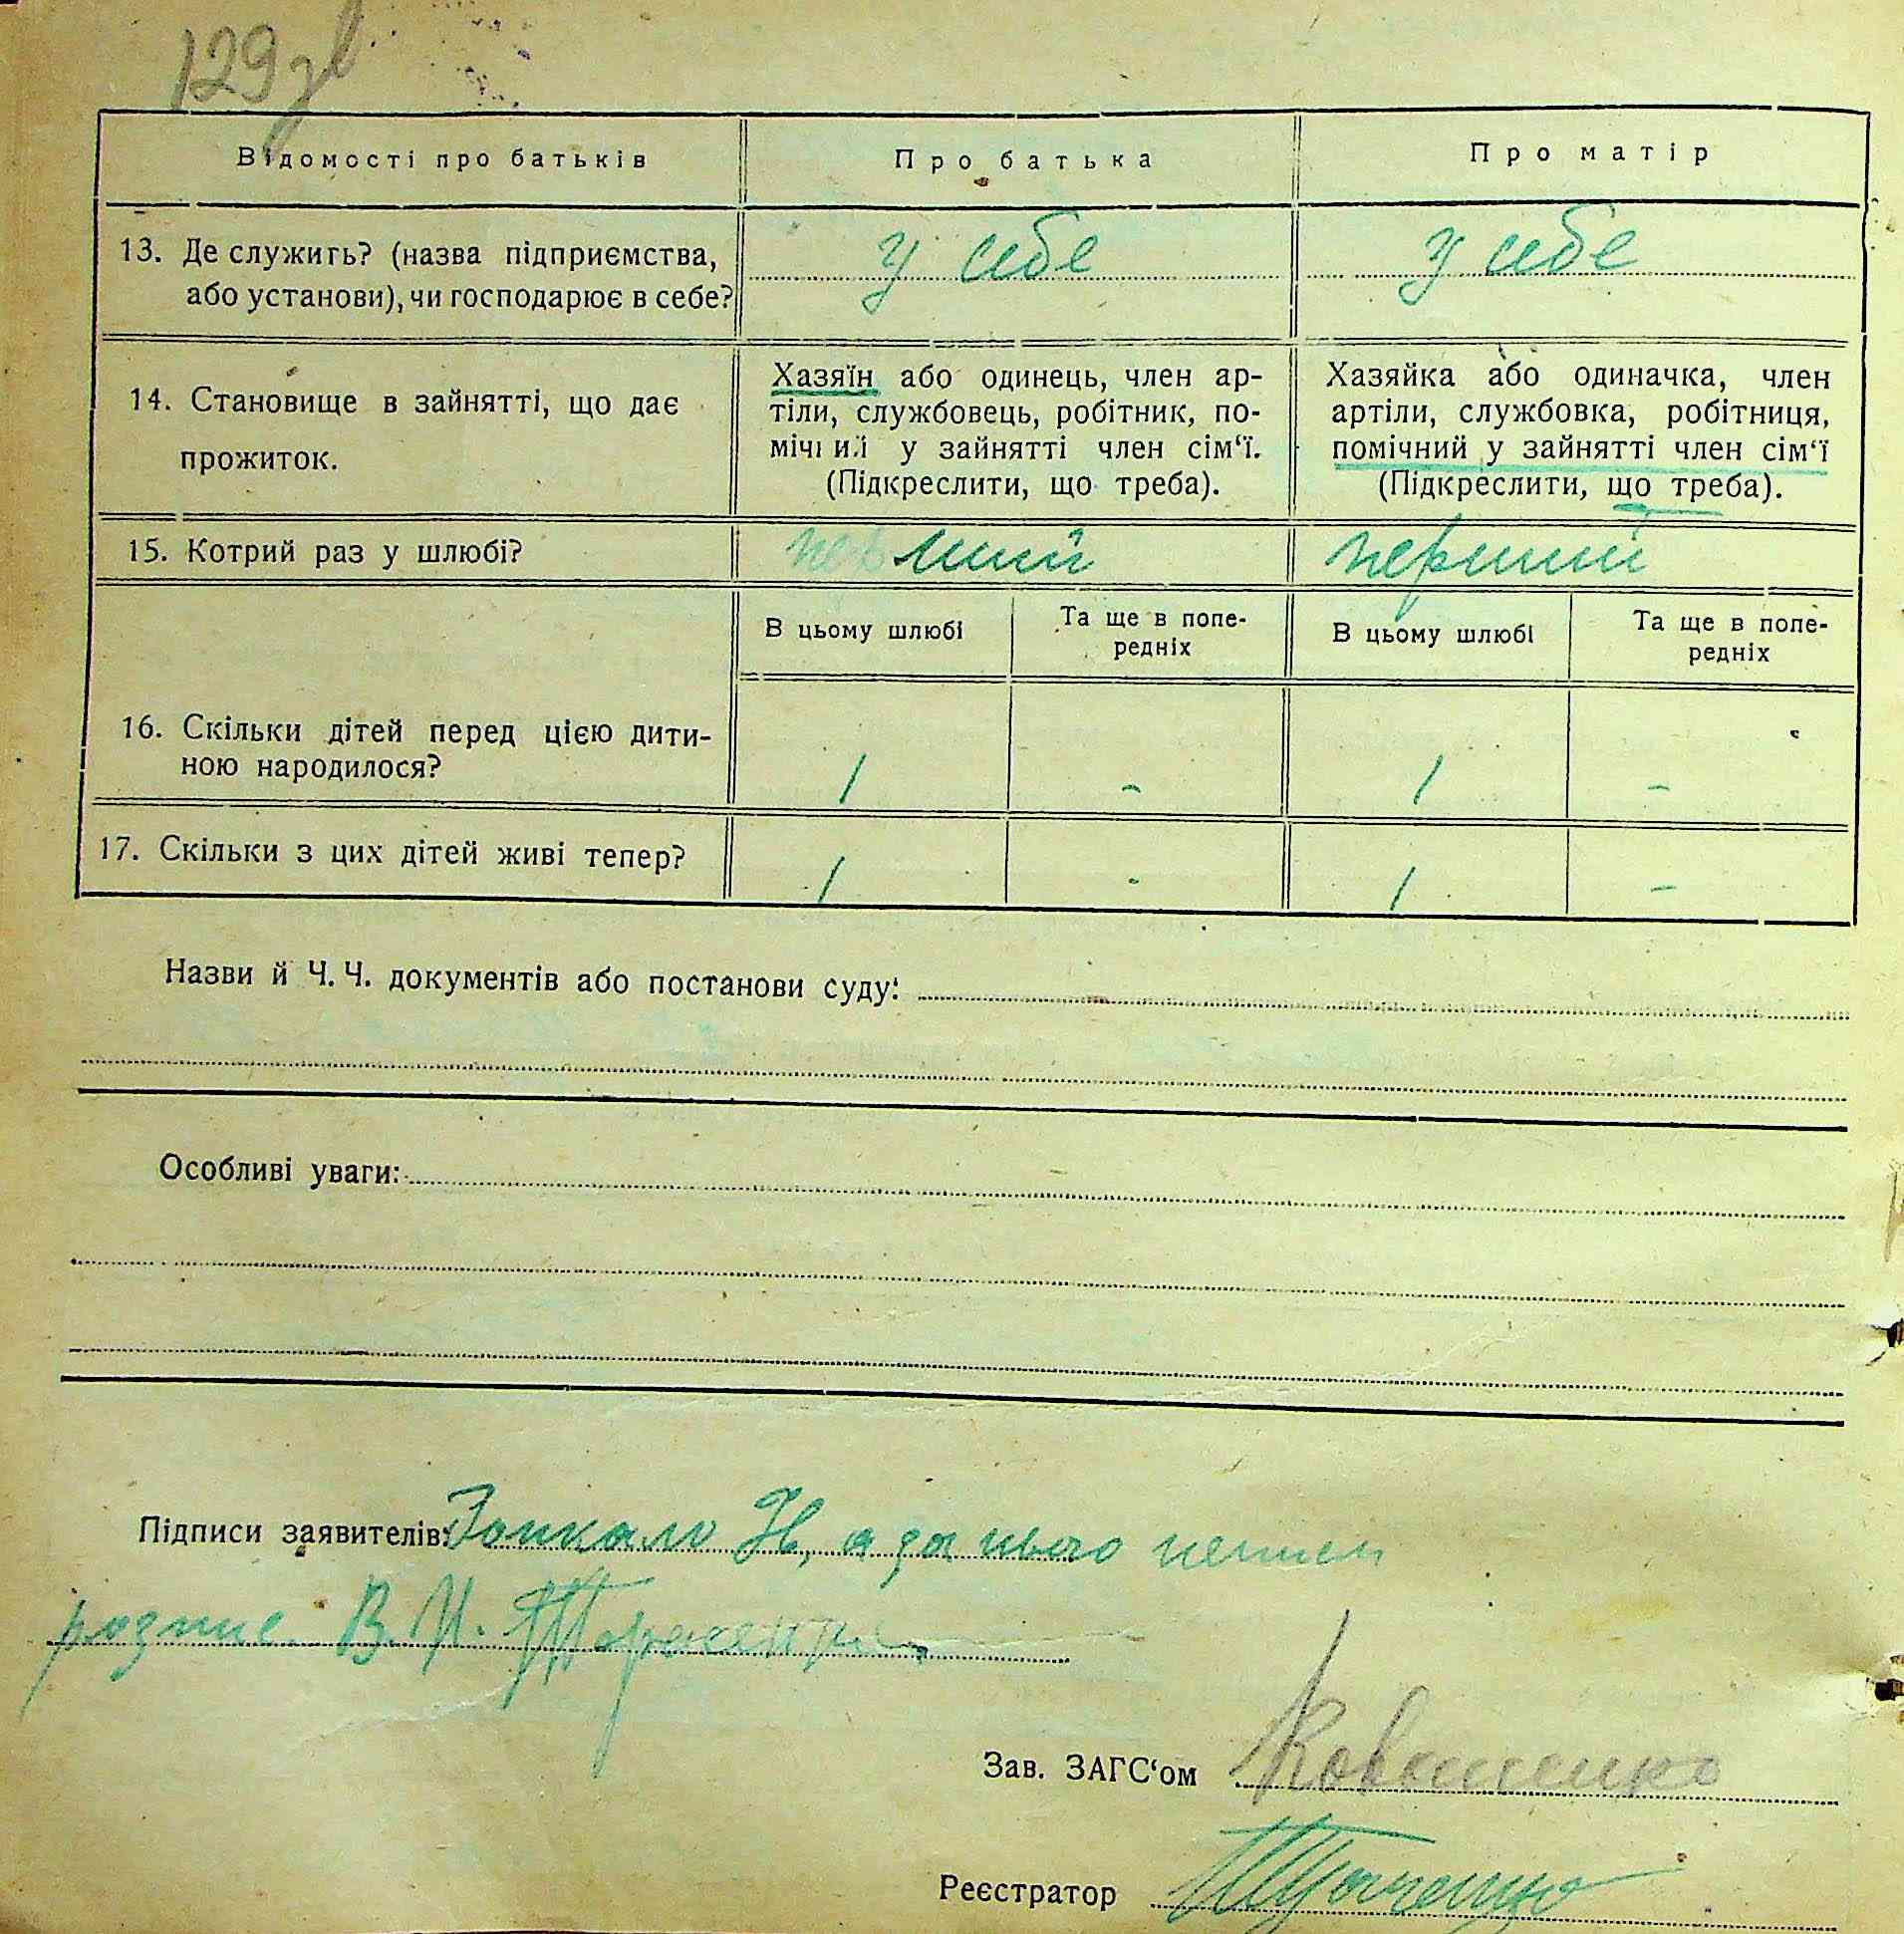 129 зв
Відомості про батьків
Про батька
Про матір
13. Де служить? (назва підприємства,
або установи), чи господарює в себе?
у себе
у себе
14. Становище в зайнятті, що дає
прожиток.
Хазяїн або одинець, член ар-
тіли, службовець, робітник, по-
мічний у зайнятті член сім‘ї.
(Підкреслити, що треба).
Хазяйка або одиначка, член
артіли, службовка, робітниця,
помічний у зайнятті член сім‘ї
(Підкреслити, що треба).
15. Котрий раз у шлюбі?
перший
перший
В цьому шлюбі
Та ще в попе-
редніх
В цьому шлюбі
Та ще в попе-
редніх
16. Скільки дітей перед цією дити-
ною народилося?
1
-
1
-
17. Скільки з цих дітей живі тепер?
1
-
1
-
Назви й Ч. Ч. документів або постанови суду:
Особливі уваги:
Підписи заявителів: а за нього
В. И.
Зав. ЗАГС‘ом
Реєстратор